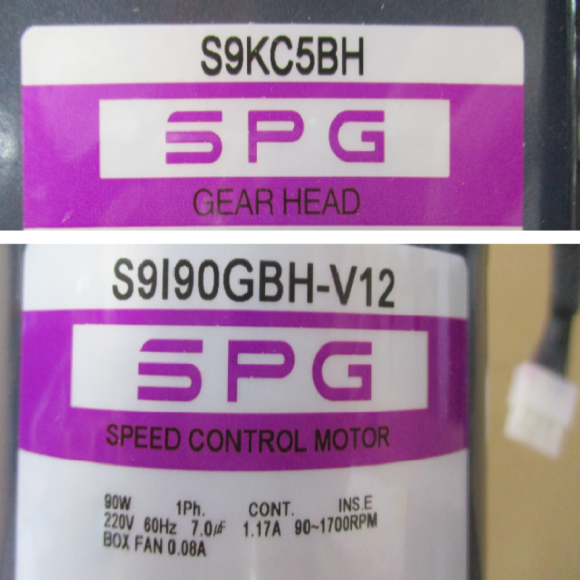 S9KC5BH
SPG
GEAR HEAD
S9I90GBH-V12
SPG
SPEED CONTROL MOTOR
90W 1Ph. CONT. INS.E
220V 60Hz 7.0㎌ 1.17A 90~1700RPM
BOX FAN 0.08A